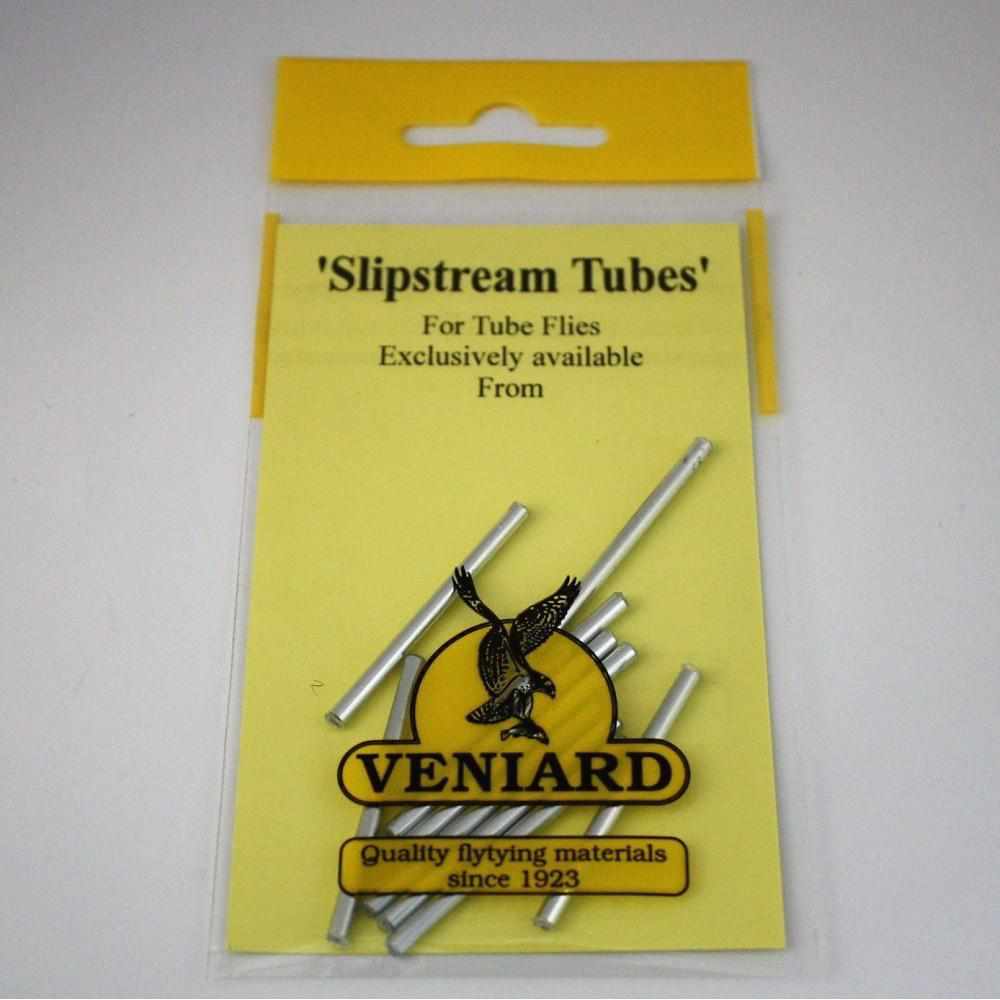 'Slipstream Tubes'
For Tube Flies
Exclusively available
From
VENIARD
Quality flytying materials
since 1923